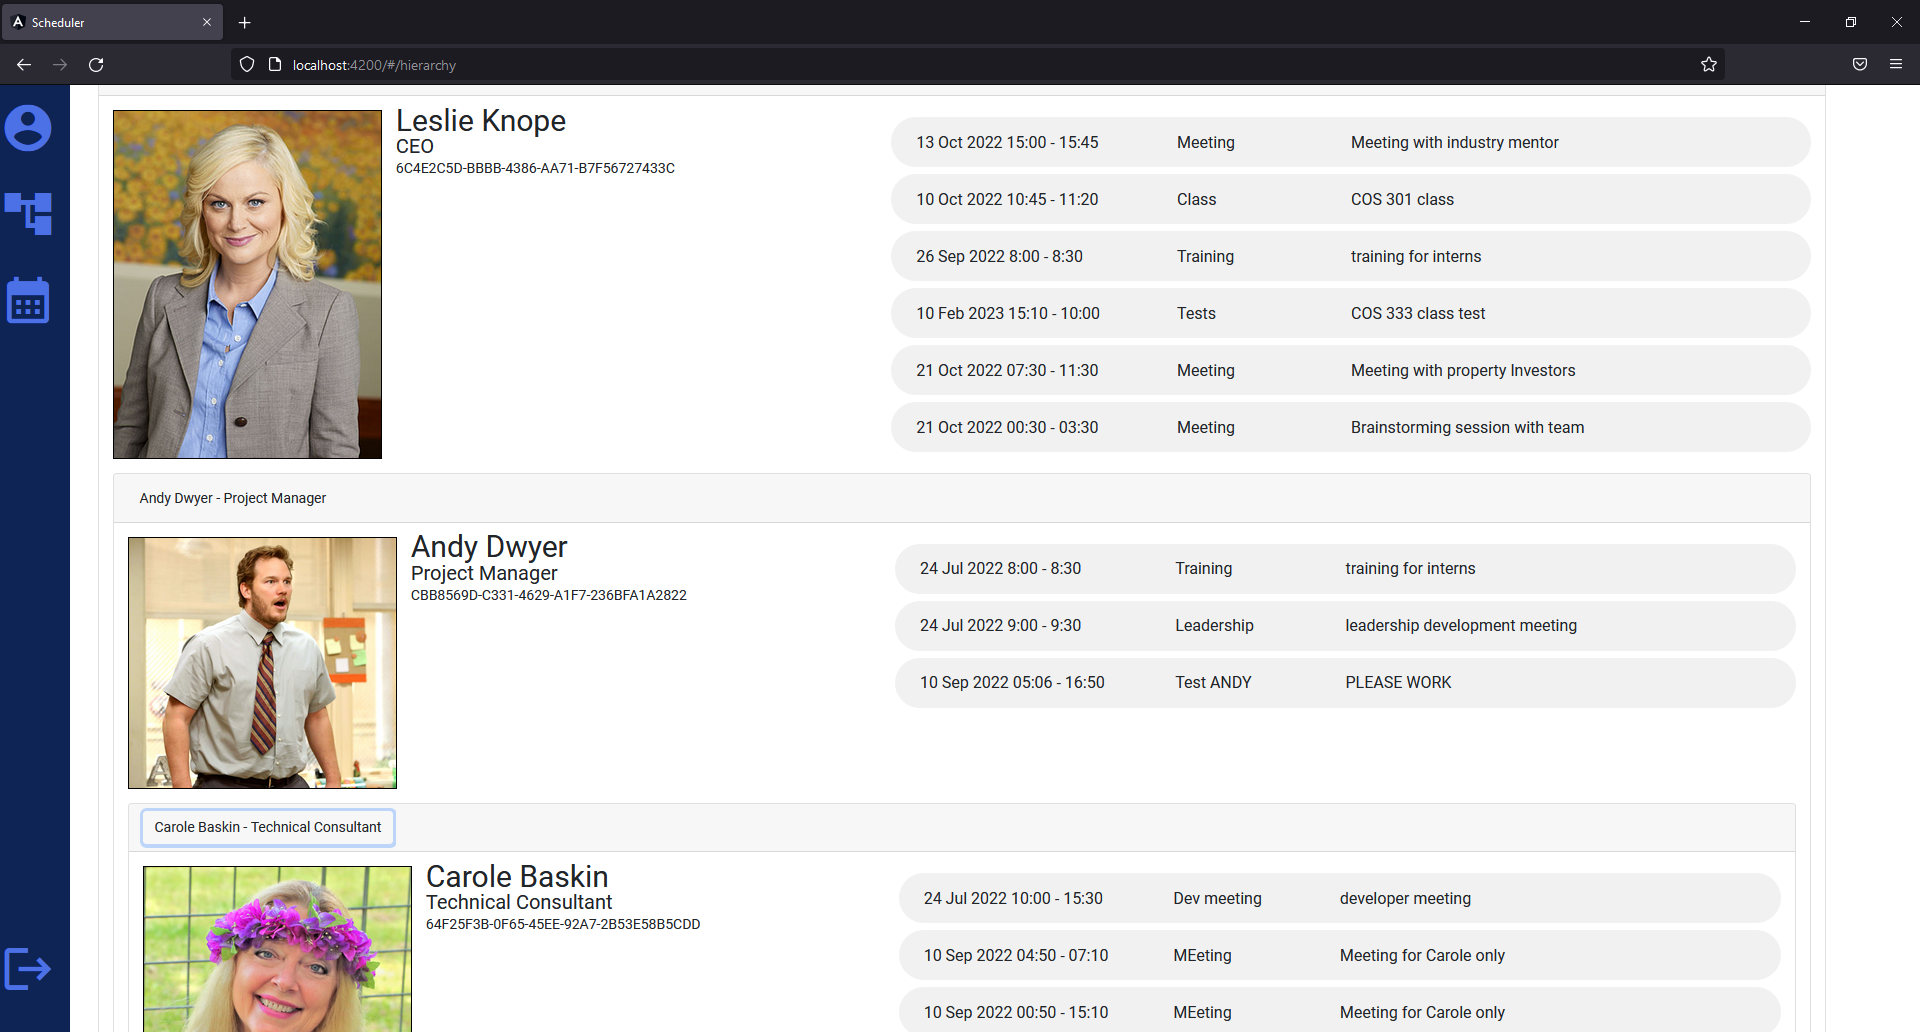 Scheduler
localhost:4200/#/hierarchy
Leslie Knope
CEO
6C4E2C5D-BBBB-4386-AA71-B7F56727433C
13 Oct 2022 15:00 - 15:45 Meeting Meeting with industry mentor
10 Oct 2022 10:45 - 11:20 Class COS 301 class
26 Sep 2022 8:00 - 8:30 Training training for interns
10 Feb 2023 15:10 - 10:00 Tests COS 333 class test
21 Oct 2022 07:30 - 11:30 Meeting Meeting with property Investors
21 Oct 2022 00:30 - 03:30 Meeting Brainstorming session with team
Andy Dwyer - Project Manager
Andy Dwyer
Project Manager
CBB8569D-C331-4629-A1F7-236BFA1A2822
24 Jul 2022 8:00 - 8:30 Training training for interns
24 Jul 2022 9:00 - 9:30 Leadership leadership development meeting
10 Sep 2022 05:06 - 16:50 Test ANDY PLEASE WORK
Carole Baskin - Technical Consultant
Carole Baskin
Technical Consultant
64F25F3B-0F65-45EE-92A7-2B53E58B5CDD
24 Jul 2022 10:00 - 15:30 Dev meeting developer meeting
10 Sep 2022 04:50 - 07:10 MEeting Meeting for Carole only
10 Sep 2022 00:50 - 15:10 MEeting Meeting for Carole only